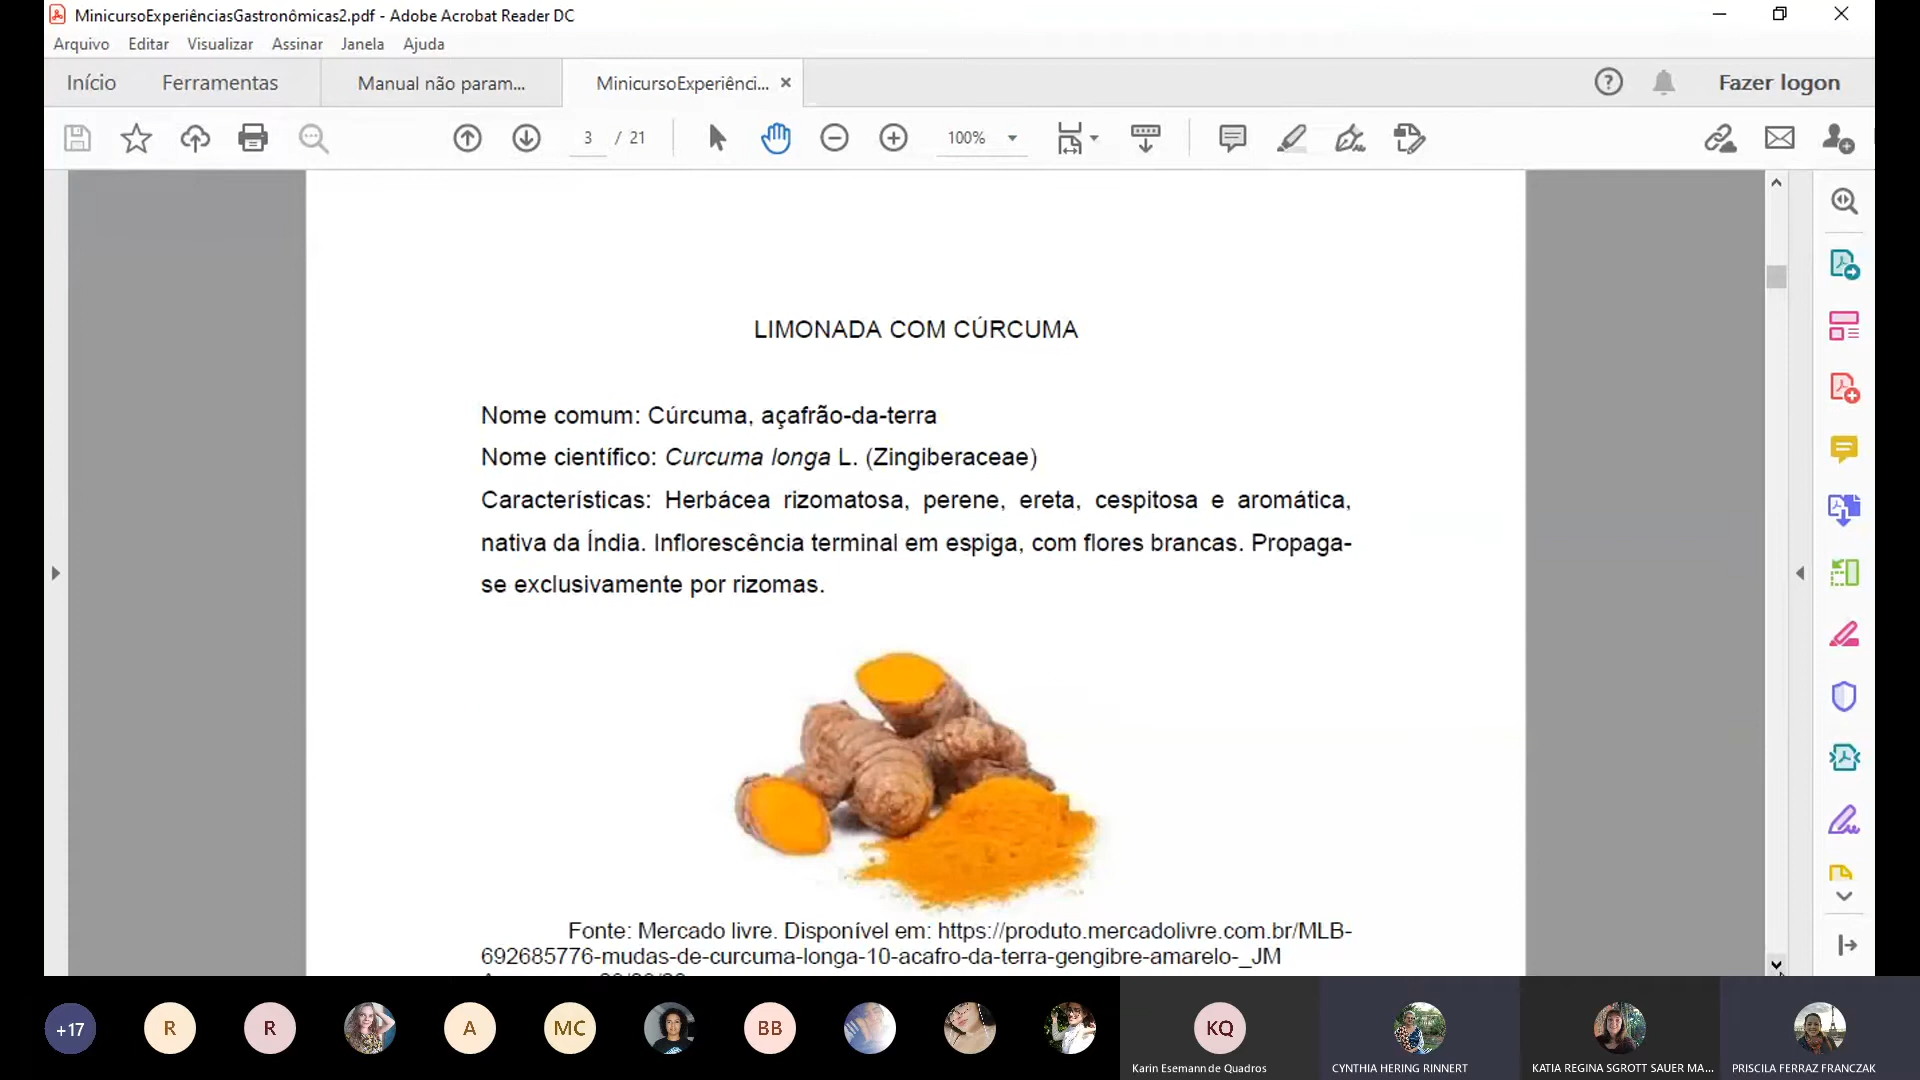 MinicursoExperiênciasGastronômicas2.pdf - Adobe Acrobat Reader DC
Arquivo Editar Visualizar Assinar Janela Ajuda
Início Ferramentas Manual não param... MinicursoExperiênci... Fazer logon
3 / 21 100%
LIMONADA COM CÚRCUMA
Nome comum: Cúrcuma, açafrão-da-terra
Nome científico: Curcuma longa L. (Zingiberaceae)
Características: Herbácea rizomatosa, perene, ereta, cespitosa e aromática,
nativa da Índia. Inflorescência terminal em espiga, com flores brancas. Propaga-
se exclusivamente por rizomas.
Fonte: Mercado livre. Disponível em: https://produto.mercadolivre.com.br/MLB-
692685776-mudas-de-curcuma-longa-10-acafro-da-terra-gengibre-amarelo-_JM
+17 R R A MC BB KQ
Karin Esemann de Quadros CYNTHIA HERING RINNERT KATIA REGINA SGROTT SAUER MA... PRISCILA FERRAZ FRANCZAK